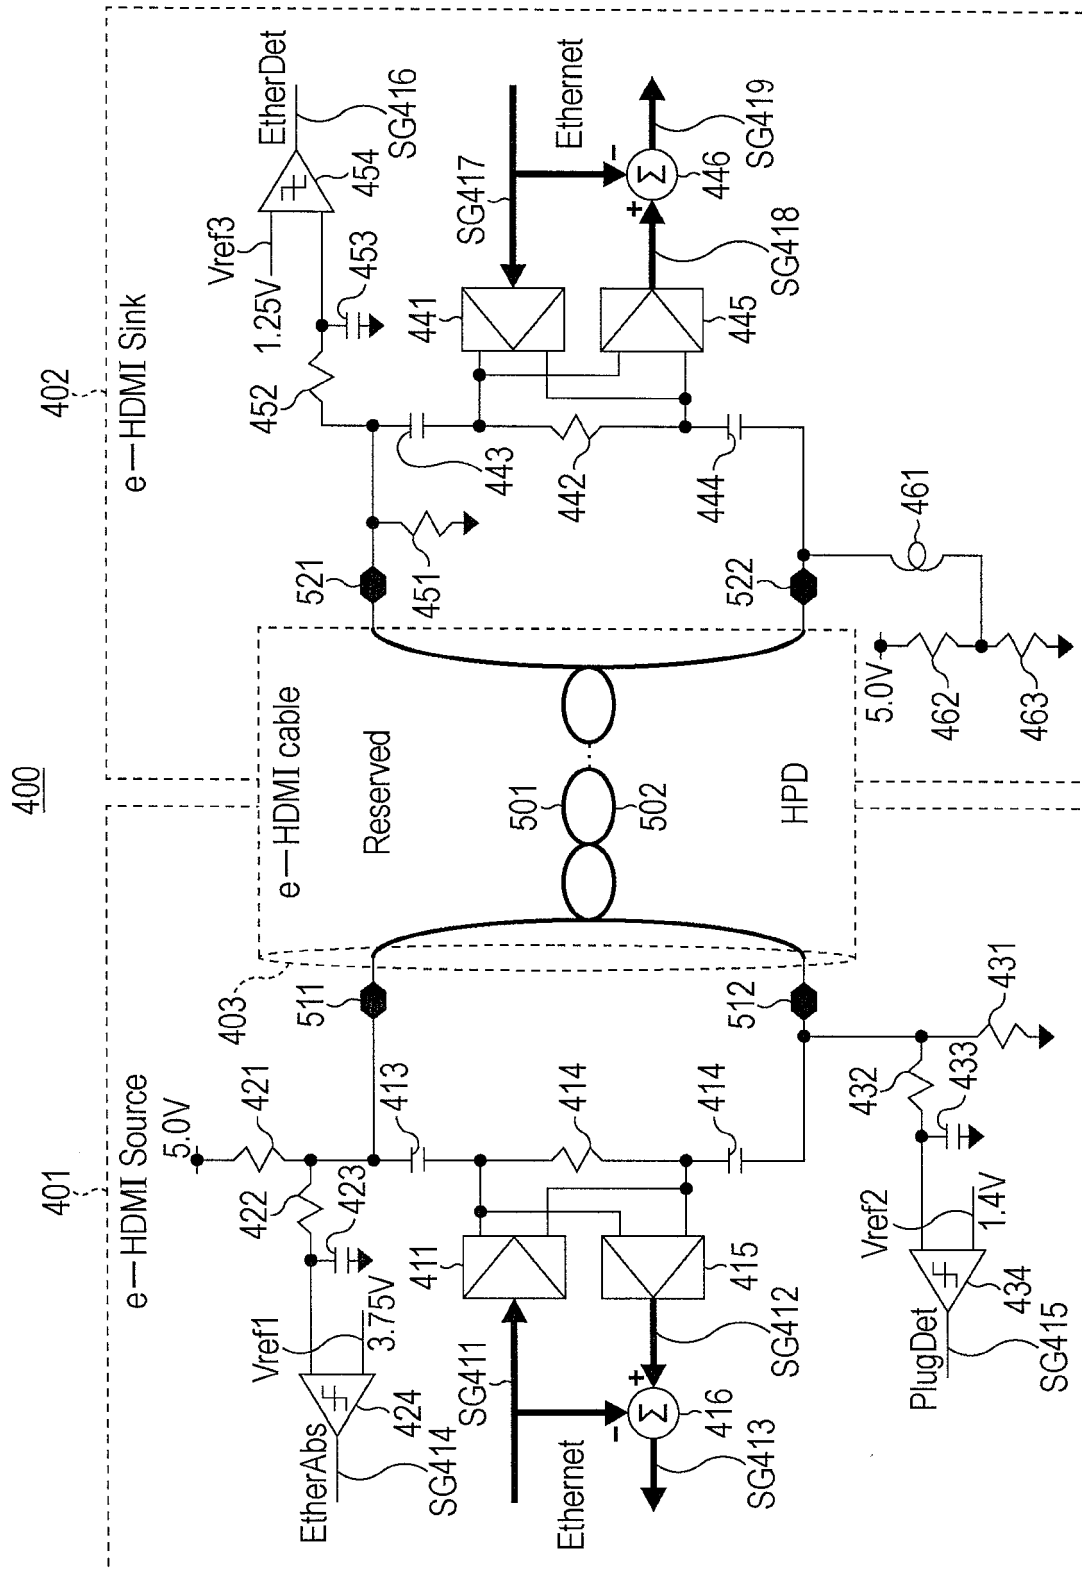 400
401
e-HDMI Source
402
e-HDMI Sink
403
e-HDMI cable
Reserved
501
502
HPD
5.0V
421
422
423
Vref1
3.75V
EtherAbs
424
SG414
511
413
414
414
411
415
SG411
SG412
Ethernet
+
-
Σ
416
SG413
512
431
432
433
Vref2
1.4V
434
PlugDet
SG415
521
451
452
453
Vref3
1.25V
454
EtherDet
SG416
443
442
444
441
445
SG417
SG418
Ethernet
+
-
Σ
446
SG419
522
461
5.0V
462
463